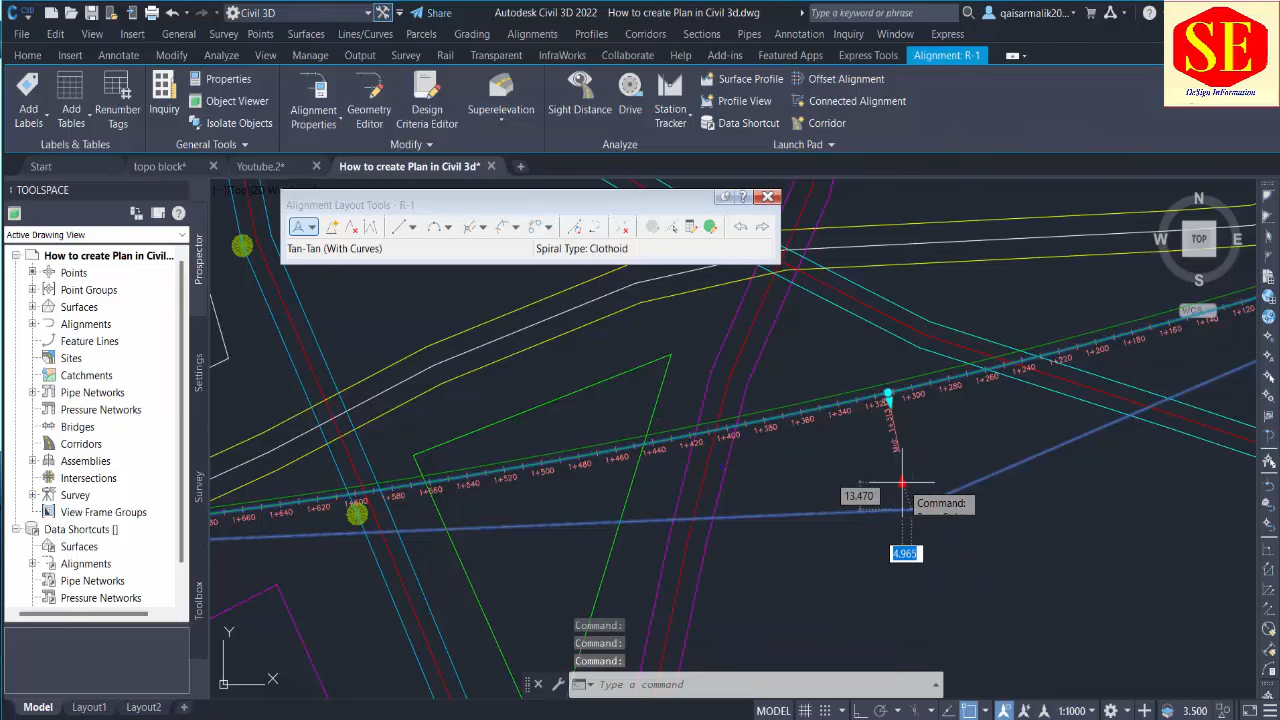 C3D
Civil 3D
Share
Autodesk Civil 3D 2022
How to create Plan in Civil 3d.dwg
Type a keyword or phrase
qaisarmalik20...
File
Edit
View
Insert
General
Survey
Points
Surfaces
Lines/Curves
Parcels
Grading
Alignment
Profiles
Corridors
Sections
Pipes
Annotation
Inquiry
Window
Express
Home
Insert
Annotate
Modify
Analyze
View
Manage
Output
Survey
Rail
Transparent
InfraWorks
Collaborate
Help
Add-ins
Featured Apps
Express Tools
Alignment: R-1
SE
DeSign InFormation
Add
Labels
Add
Tables
Renumber
Tags
Labels & Tables
Inquiry
Properties
Object Viewer
Isolate Objects
General Tools
Alignment
Properties
Geometry
Editor
Design
Criteria Editor
Superelevation
Modify
Sight Distance
Drive
Station
Tracker
Surface Profile
Profile View
Data Shortcut
Analyze
Offset Alignment
Connected Alignment
Corridor
Launch Pad
Start
topo block*
Youtube.2*
How to create Plan in Civil 3d*
TOOLSPACE
Active Drawing View
How to create Plan in Civil...
Points
Point Groups
Surfaces
Alignments
Feature Lines
Sites
Catchments
Pipe Networks
Pressure Networks
Bridges
Corridors
Assemblies
Intersections
Survey
View Frame Groups
Data Shortcuts []
Surfaces
Alignments
Pipe Networks
Pressure Networks
Prospector
Settings
Survey
Toolbox
Alignment Layout Tools - R-1
Tan-Tan (With Curves)
Spiral Type: Clothoid
N
W
TOP
E
S
WCS
1+120
1+140
1+160
1+180
1+200
1+220
1+240
1+260
1+280
1+300
1+320
1+340
1+360
1+380
1+400
1+420
1+440
1+460
1+480
1+500
1+520
1+540
1+560
1+580
1+600
1+620
1+640
1+660
13.470
Command:
4.965
Y
X
Command:
Command:
Command:
Type a command
Model
Layout1
Layout2
MODEL
1:1000
3.500